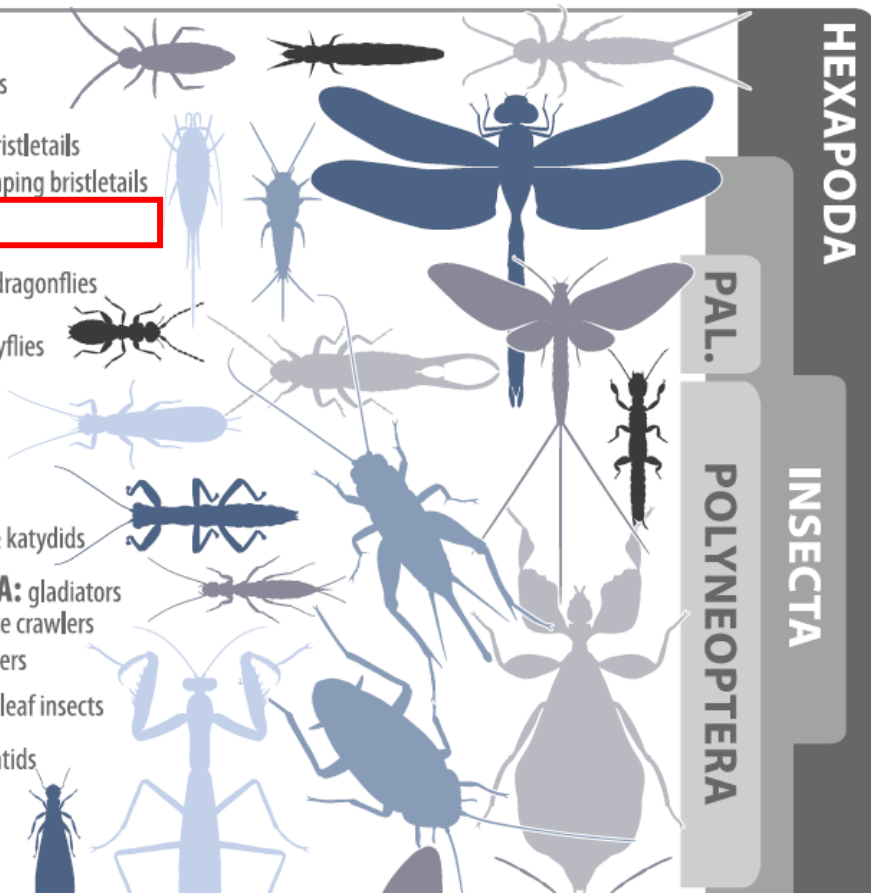 s
ristletails
ping bristletails
dragonflies
yflies
katydids
A: gladiators
e crawlers
ers
leaf insects
tids
HEXAPODA
PAL.
INSECTA
POLYNEOPTERA